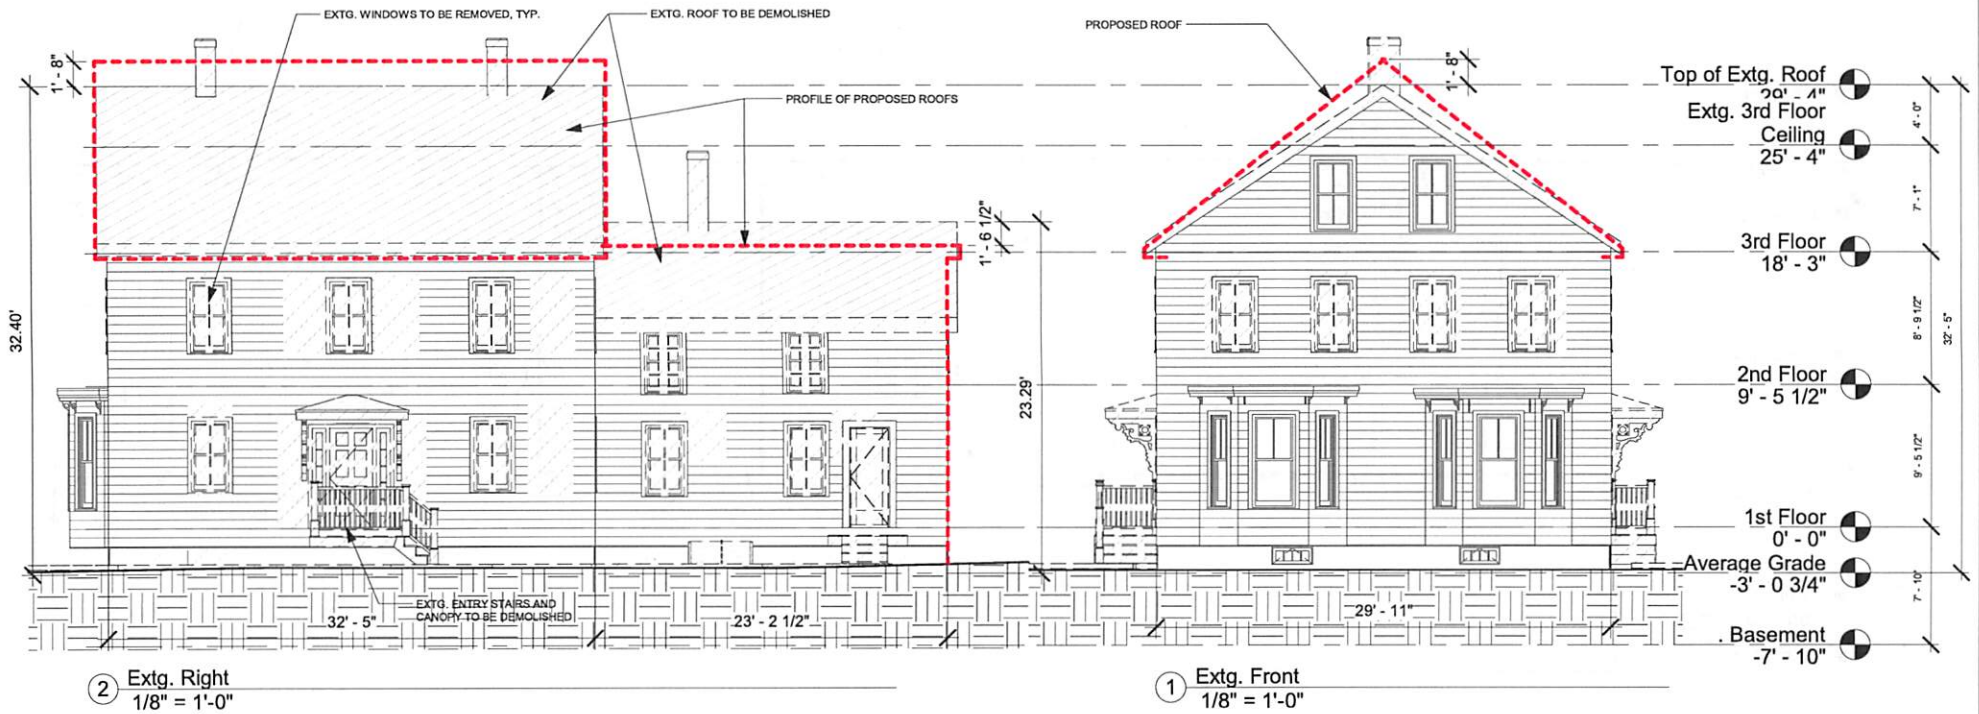 EXTG. WINDOWS TO BE REMOVED, TYP.
EXTG. ROOF TO BE DEMOLISHED
PROPOSED ROOF
1' - 8"
1' - 8"
Top of Extg. Roof
29' - 4"
PROFILE OF PROPOSED ROOFS
Extg. 3rd Floor
Ceiling
25' - 4"
4' - 0"
7' - 1"
1' - 6 1/2"
3rd Floor
18' - 3"
32.40'
8' - 9 1/2"
32' - 5"
23.29'
2nd Floor
9' - 5 1/2"
9' - 5 1/2"
1st Floor
0' - 0"
Average Grade
-3' - 0 3/4"
7' - 10"
EXTG. ENTRY STAIRS AND
CANOPY TO BE DEMOLISHED
32' - 5"
23' - 2 1/2"
29' - 11"
. Basement
-7' - 10"
2
Extg. Right
1/8" = 1'-0"
1
Extg. Front
1/8" = 1'-0"